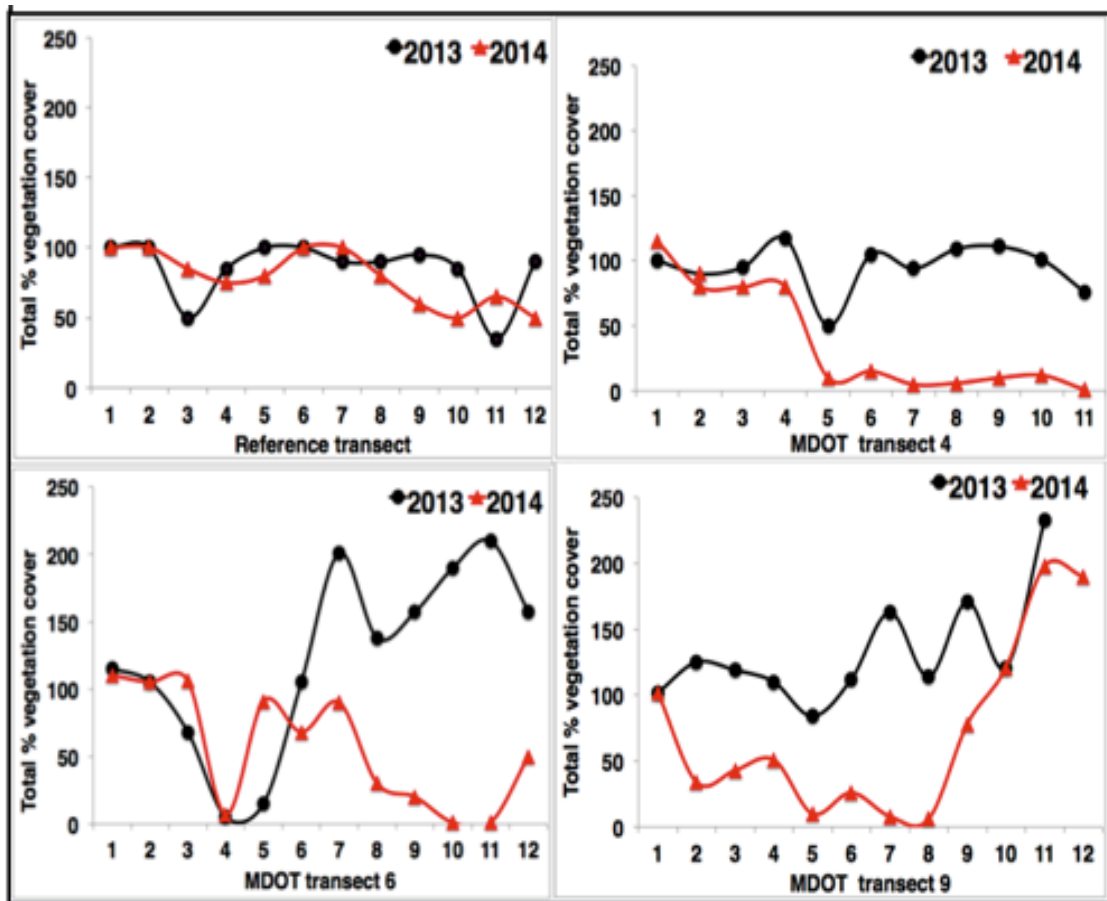 Total % vegetation cover
250
200
150
100
50
0
2013 2014
1 2 3 4 5 6 7 8 9 10 11 12
Reference transect
Total % vegetation cover
250
200
150
100
50
0
2013 2014
1 2 3 4 5 6 7 8 9 10 11
MDOT transect 4
Total % vegetation cover
250
200
150
100
50
0
2013 2014
1 2 3 4 5 6 7 8 9 10 11 12
MDOT transect 6
Total % vegetation cover
250
200
150
100
50
0
2013 2014
1 2 3 4 5 6 7 8 9 10 11 12
MDOT transect 9